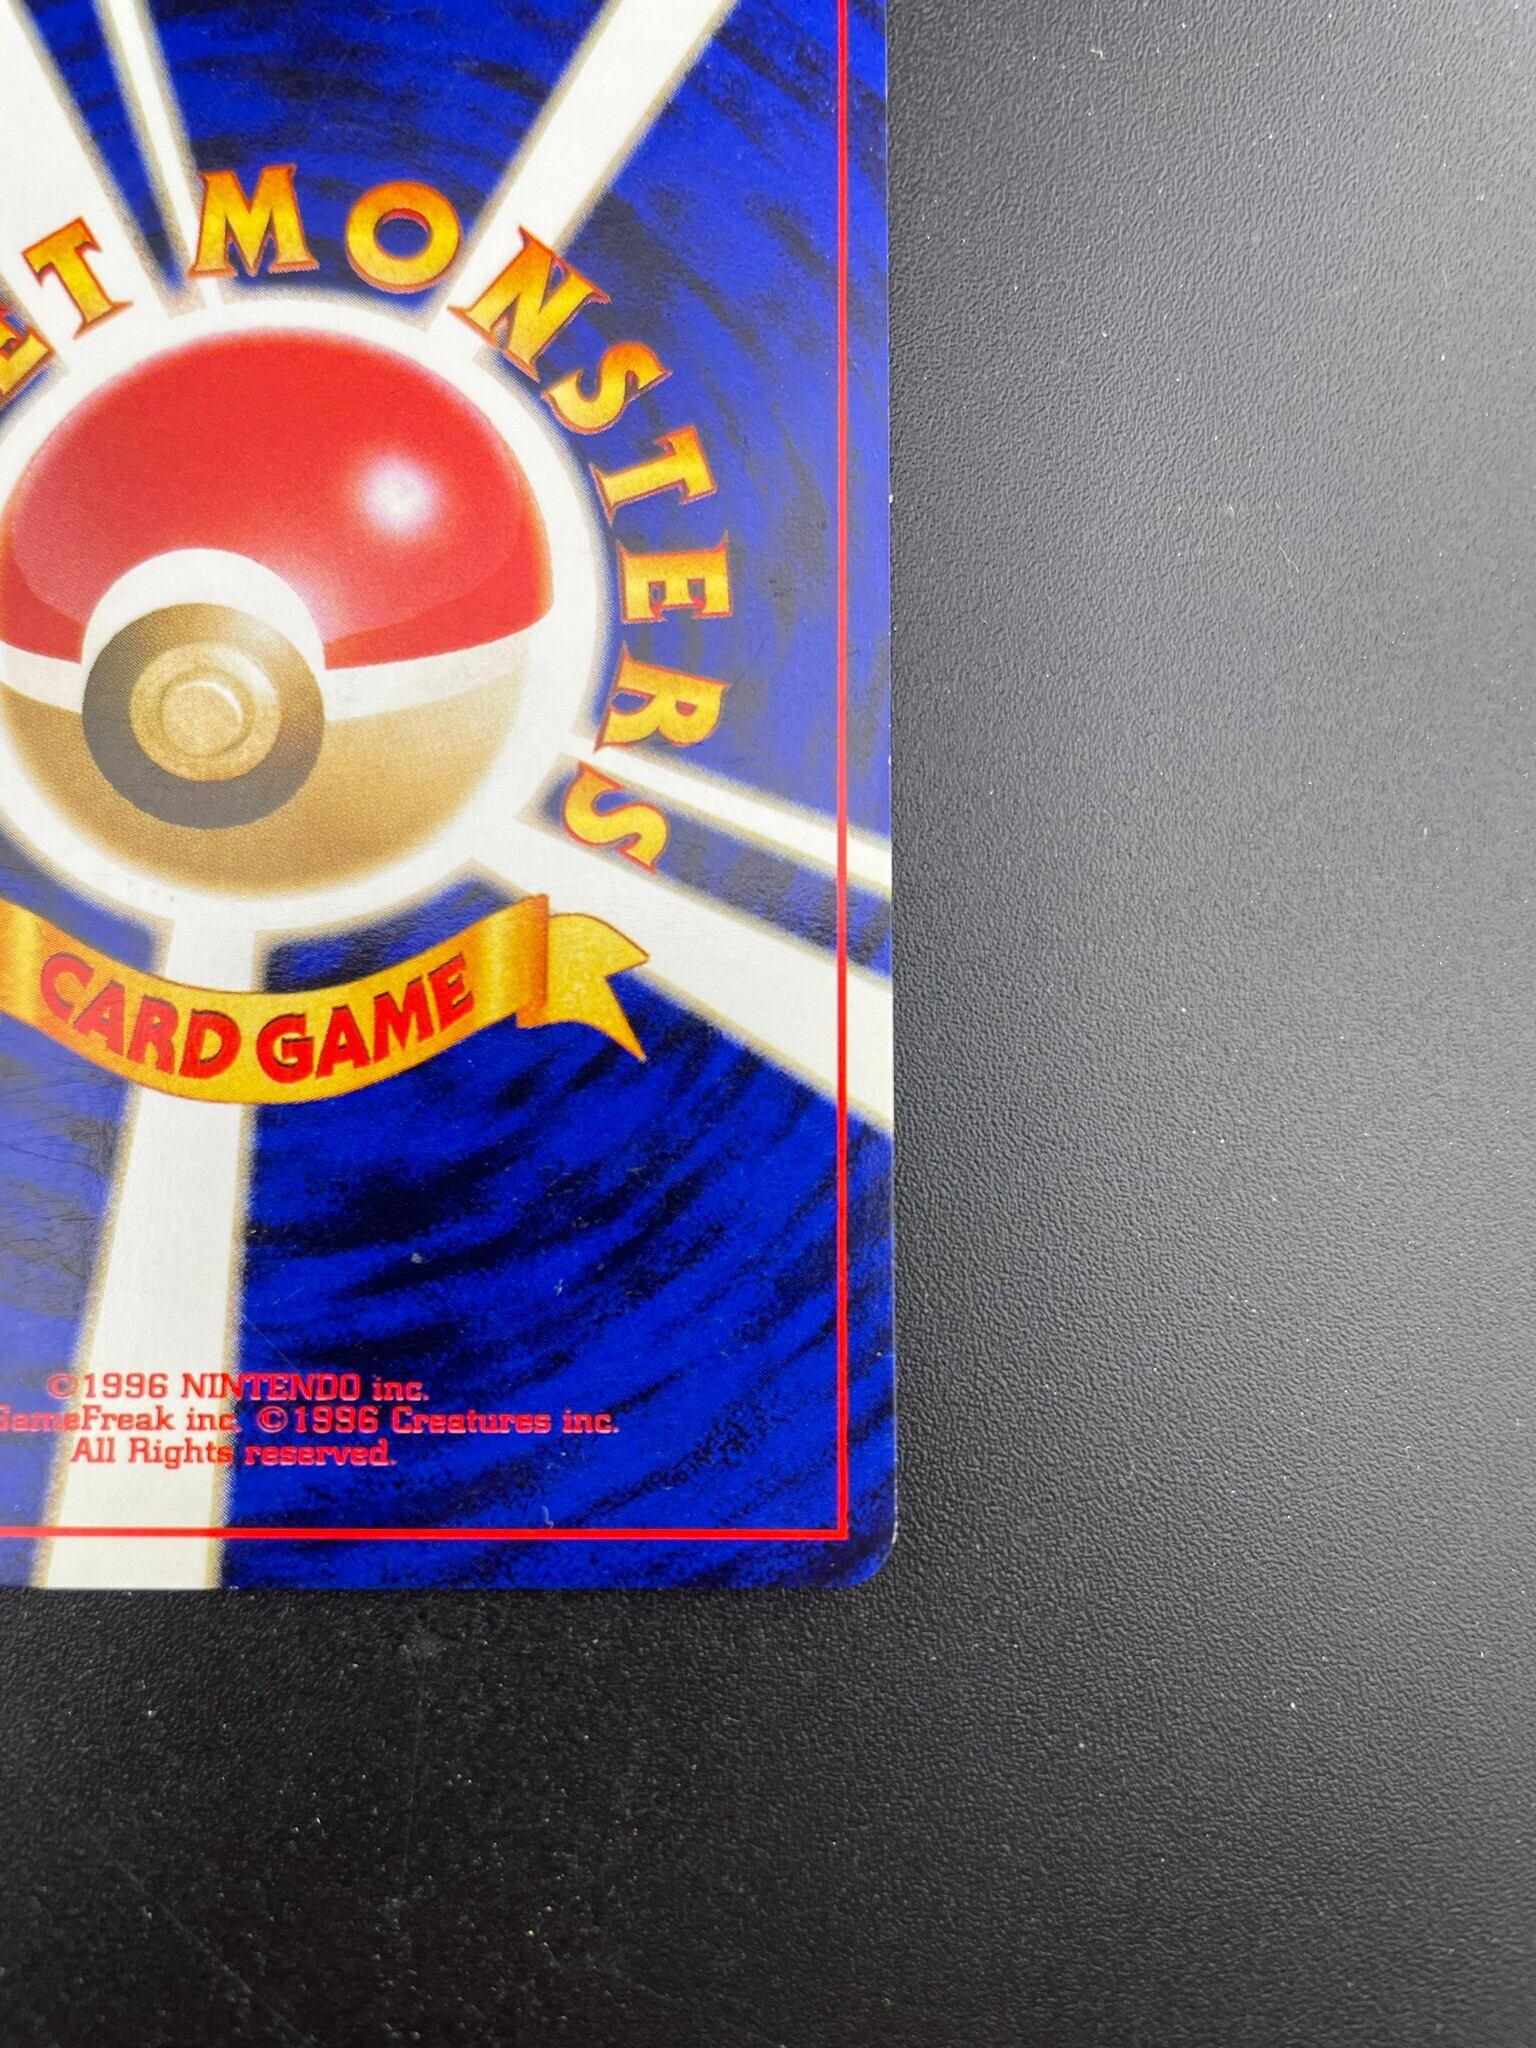 ET MONSTERS
CARD GAME
©1996 NINTENDO inc.
GameFreak inc. ©1996 Creatures inc.
All Rights reserved.